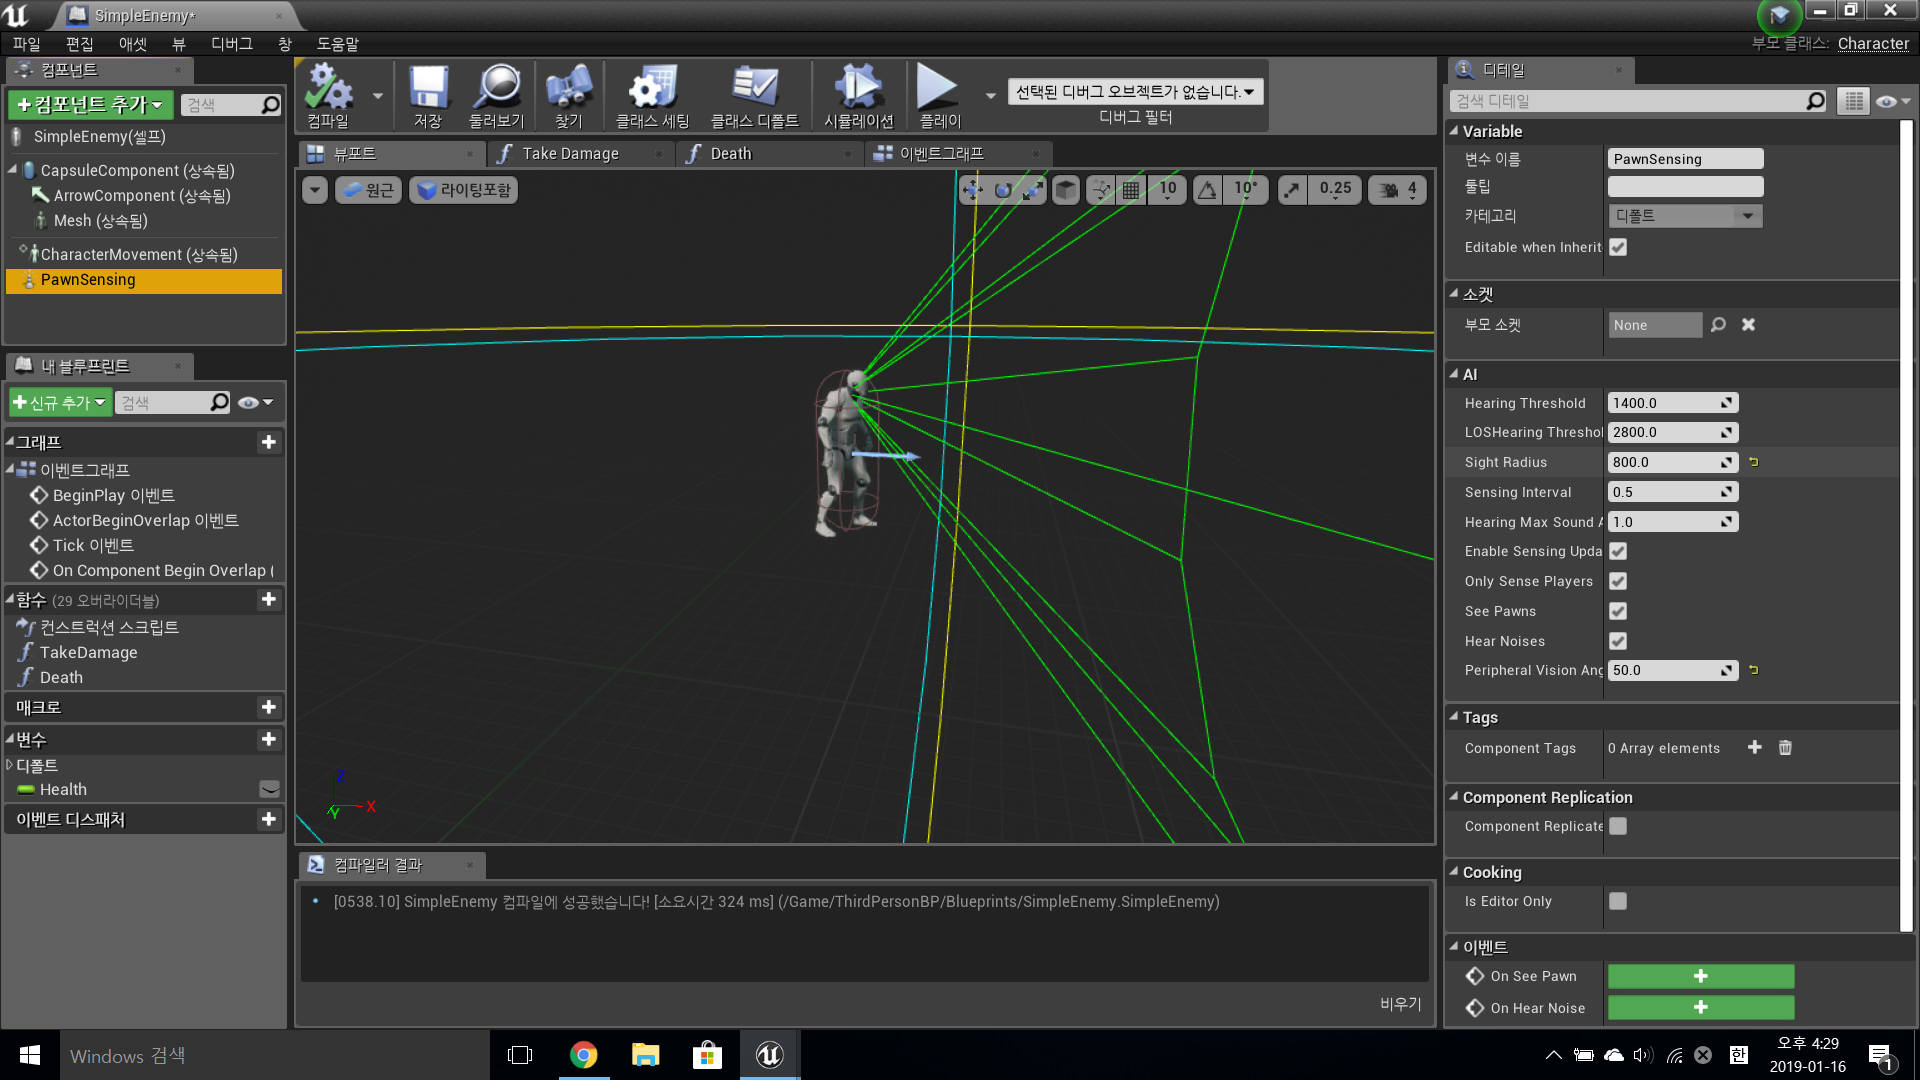 SimpleEnemy*
파일 편집 애셋 뷰 디버그 창 도움말
부모 클래스: Character
컴포넌트
+컴포넌트 추가
검색
SimpleEnemy(셀프)
CapsuleComponent (상속됨)
ArrowComponent (상속됨)
Mesh (상속됨)
CharacterMovement (상속됨)
PawnSensing
내 블루프린트
+신규 추가
검색
그래프
이벤트그래프
BeginPlay 이벤트
ActorBeginOverlap 이벤트
Tick 이벤트
On Component Begin Overlap (
함수 (29 오버라이더블)
컨스트럭션 스크립트
TakeDamage
Death
매크로
변수
디폴트
Health
이벤트 디스패처
컴파일
저장
둘러보기
찾기
클래스 세팅
클래스 디폴트
시뮬레이션
플레이
선택된 디버그 오브젝트가 없습니다.
디버그 필터
뷰포트
Take Damage
Death
이벤트그래프
원근
라이팅포함
10
10°
0.25
4
Z
X
Y
컴파일러 결과
[0538.10] SimpleEnemy 컴파일에 성공했습니다! [소요시간 324 ms] (/Game/ThirdPersonBP/Blueprints/SimpleEnemy.SimpleEnemy)
비우기
디테일
검색 디테일
Variable
변수 이름 PawnSensing
툴팁
카테고리 디폴트
Editable when Inherit
소켓
부모 소켓 None
AI
Hearing Threshold 1400.0
LOSHearing Threshol 2800.0
Sight Radius 800.0
Sensing Interval 0.5
Hearing Max Sound A 1.0
Enable Sensing Upda
Only Sense Players
See Pawns
Hear Noises
Peripheral Vision Ang 50.0
Tags
Component Tags 0 Array elements
Component Replication
Component Replicate
Cooking
Is Editor Only
이벤트
On See Pawn
On Hear Noise
Windows 검색
한
오후 4:29
2019-01-16
1